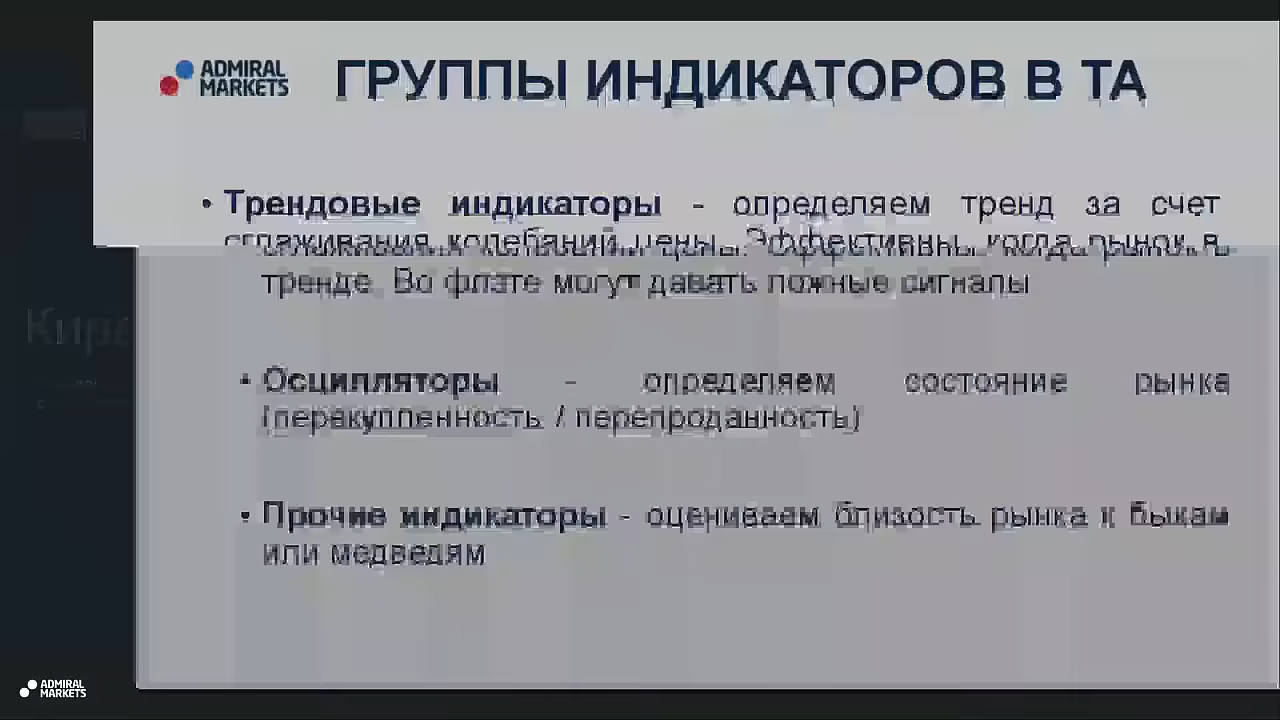 ADMIRAL
MARKETS
ГРУППЫ ИНДИКАТОРОВ В ТА
• Трендовые индикаторы - определяем тренд за счет
сглаживания колебаний цены. Эффективны, когда рынок в
тренде. Во флэте могут давать ложные сигналы
• Осцилляторы - определяем состояние рынка
(перекупленность / перепроданность)
• Прочие индикаторы - оцениваем близость рынка к быкам
или медведям
ADMIRAL
MARKETS